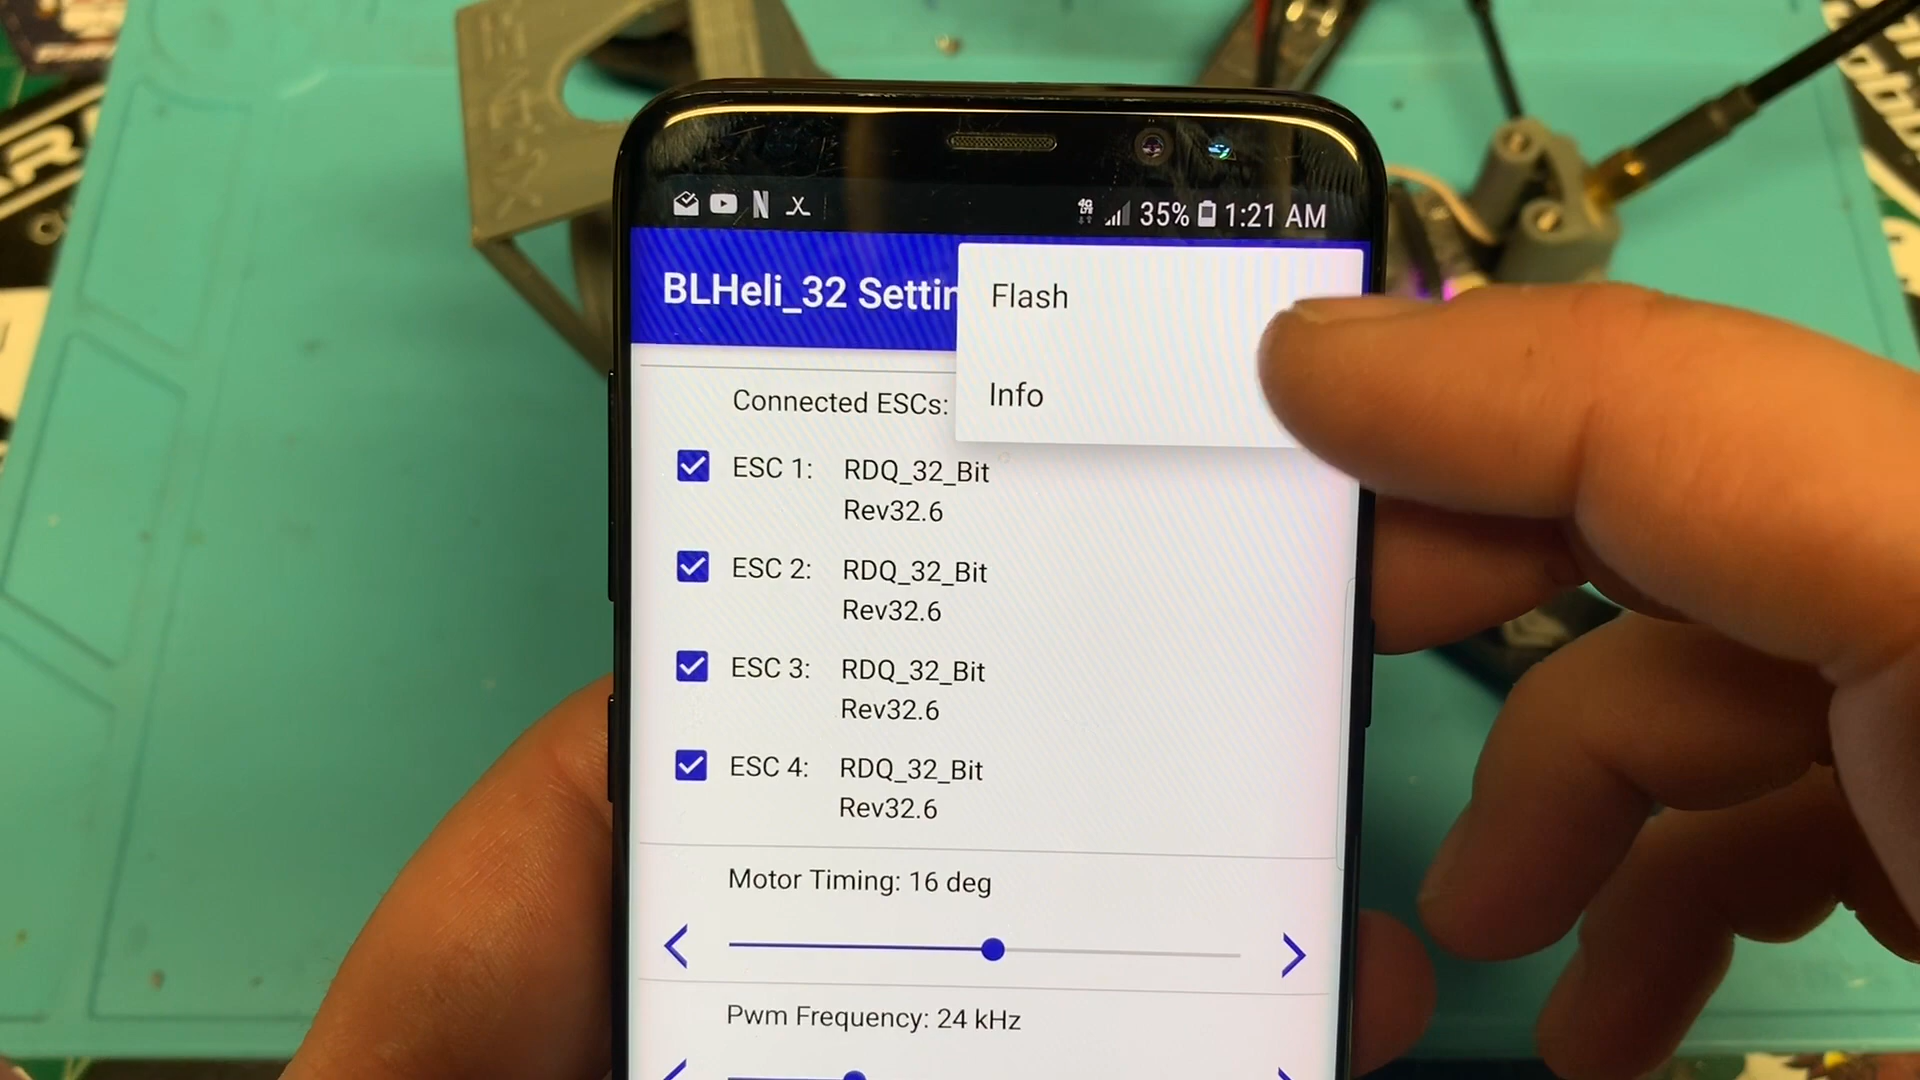 4G
LTE
35% 1:21 AM
BLHeli_32 Settin
Flash
Info
Connected ESCs:
ESC 1: RDQ_32_Bit
Rev32.6
ESC 2: RDQ_32_Bit
Rev32.6
ESC 3: RDQ_32_Bit
Rev32.6
ESC 4: RDQ_32_Bit
Rev32.6
Motor Timing: 16 deg
Pwm Frequency: 24 kHz